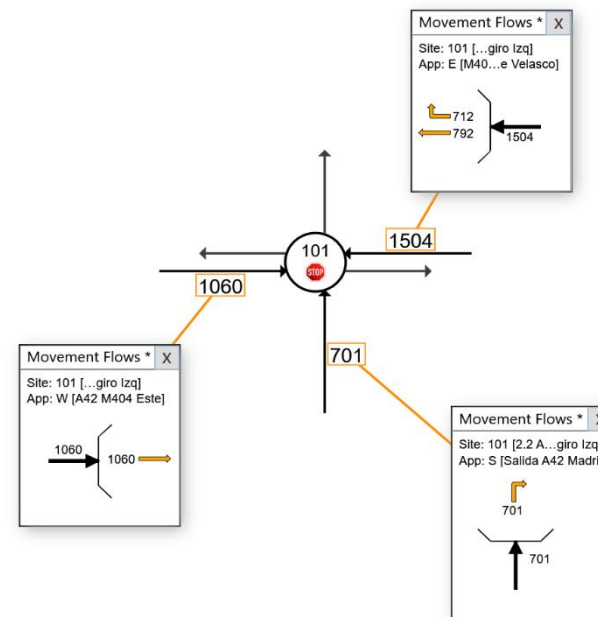 Movement Flows * X
Site: 101 [...giro Izq]
App: E [M40...e Velasco]
712
792
1504
101
STOP
1504
1060
701
Movement Flows * X
Site: 101 [...giro Izq]
App: W [A42 M404 Este]
1060
1060
Movement Flows *
Site: 101 [2.2 A...giro Izq
App: S [Salida A42 Madri
701
701